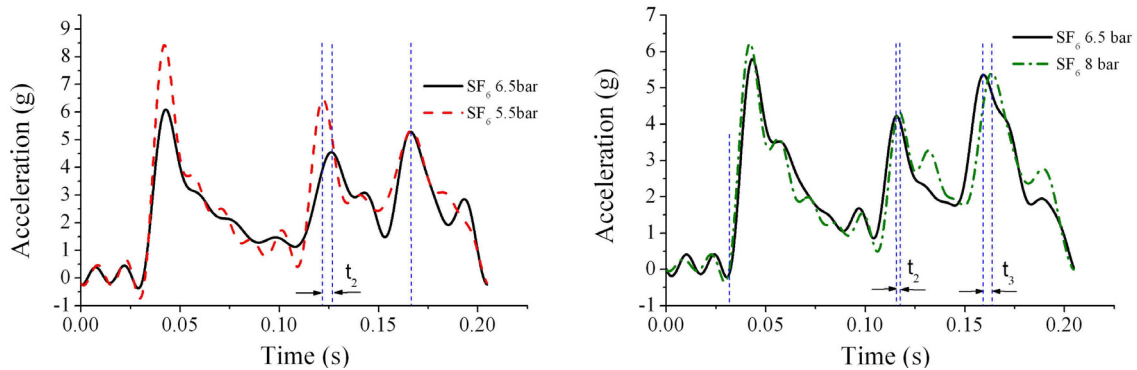 9
8
7
6
5
4
3
2
1
0
-1
Acceleration (g)
SF6 6.5bar
SF6 5.5bar
t2
0.00 0.05 0.10 0.15 0.20
Time (s)
7
6
5
4
3
2
1
0
-1
Acceleration (g)
SF6 6.5 bar
SF6 8 bar
t2 t3
0.00 0.05 0.10 0.15 0.20
Time (s)